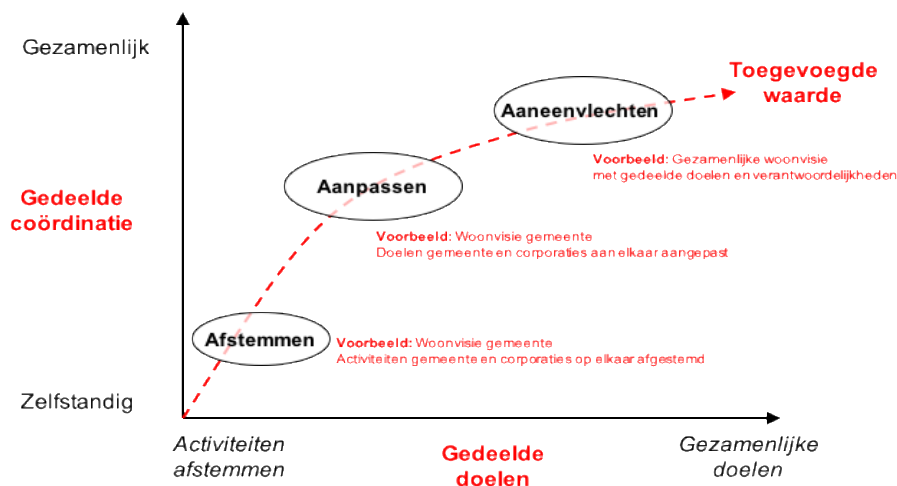 Gezamenlijk
Toegevoegde
waarde
Aaneenvlechten
Voorbeeld: Gezamenlijke woonvisie
met gedeelde doelen en verantwoordelijkheden
Aanpassen
Gedeelde
coördinatie
Voorbeeld: Woonvisie gemeente
Doelen gemeente en corporaties aan elkaar aangepast
Afstemmen
Voorbeeld: Woonvisie gemeente
Activiteiten gemeente en corporaties op elkaar afgestemd
Zelfstandig
Activiteiten
afstemmen
Gedeelde
doelen
Gezamenlijke
doelen